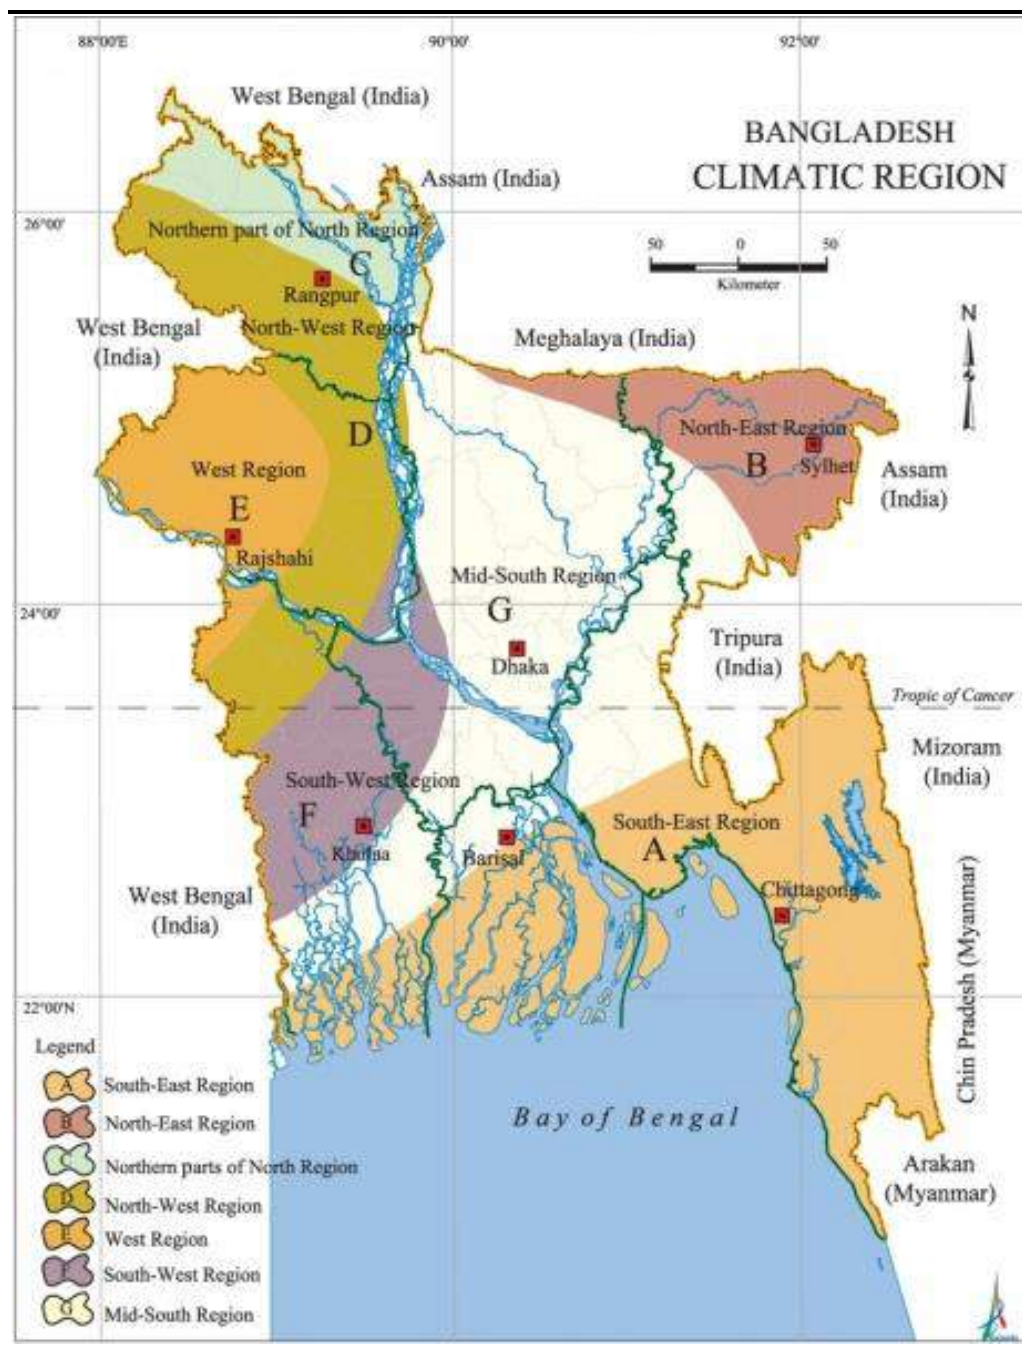 88°00'E
90°00'
92°00'
West Bengal (India)
BANGLADESH
CLIMATIC REGION
Assam (India)
26°00'
Northern part of North Region
C
50 0 50
Kilometer
Rangpur
North-West Region
West Bengal
(India)
Meghalaya (India)
N
D
North-East Region
B
Sylhet
Assam
(India)
West Region
E
Rajshahi
Mid-South Region
G
24°00'
Dhaka
Tripura
(India)
Tropic of Cancer
Mizoram
(India)
South-West Region
F
Khulna
Barisal
South-East Region
A
Chittagong
West Bengal
(India)
Chin Pradesh (Myanmar)
22°00'N
Legend
A South-East Region
B North-East Region
C Northern parts of North Region
D North-West Region
E West Region
F South-West Region
G Mid-South Region
Bay of Bengal
Arakan
(Myanmar)